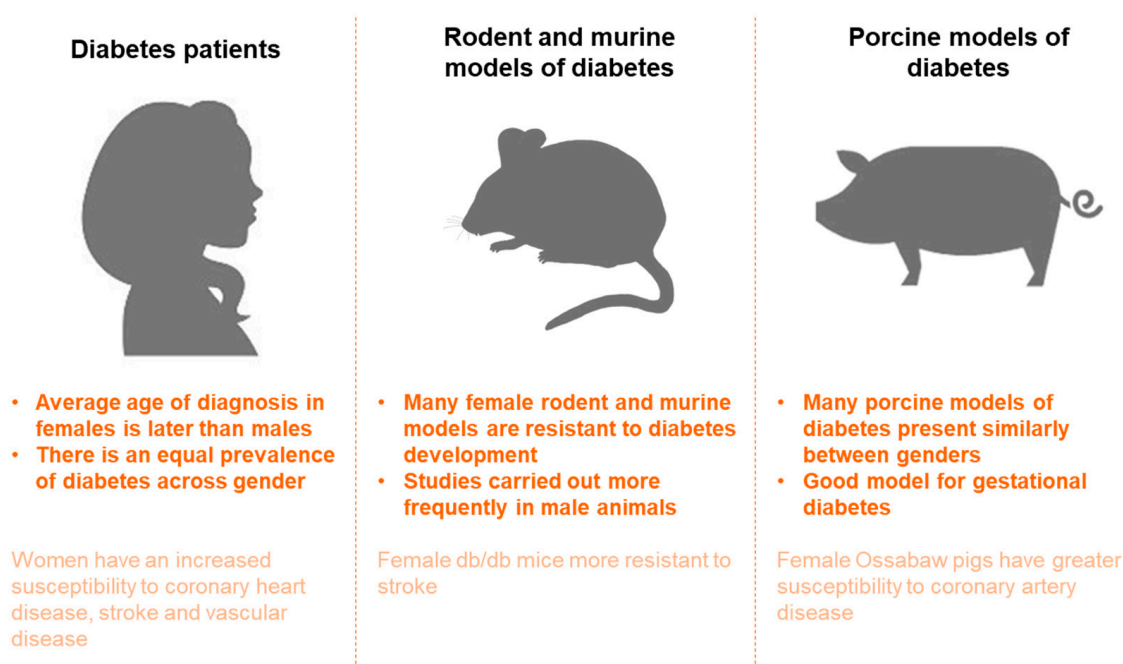 Diabetes patients
• Average age of diagnosis in
females is later than males
• There is an equal prevalence
of diabetes across gender
Women have an increased
susceptibility to coronary heart
disease, stroke and vascular
disease
Rodent and murine
models of diabetes
• Many female rodent and murine
models are resistant to diabetes
development
• Studies carried out more
frequently in male animals
Female db/db mice more resistant to
stroke
Porcine models of
diabetes
• Many porcine models of
diabetes present similarly
between genders
• Good model for gestational
diabetes
Female Ossabaw pigs have greater
susceptibility to coronary artery
disease